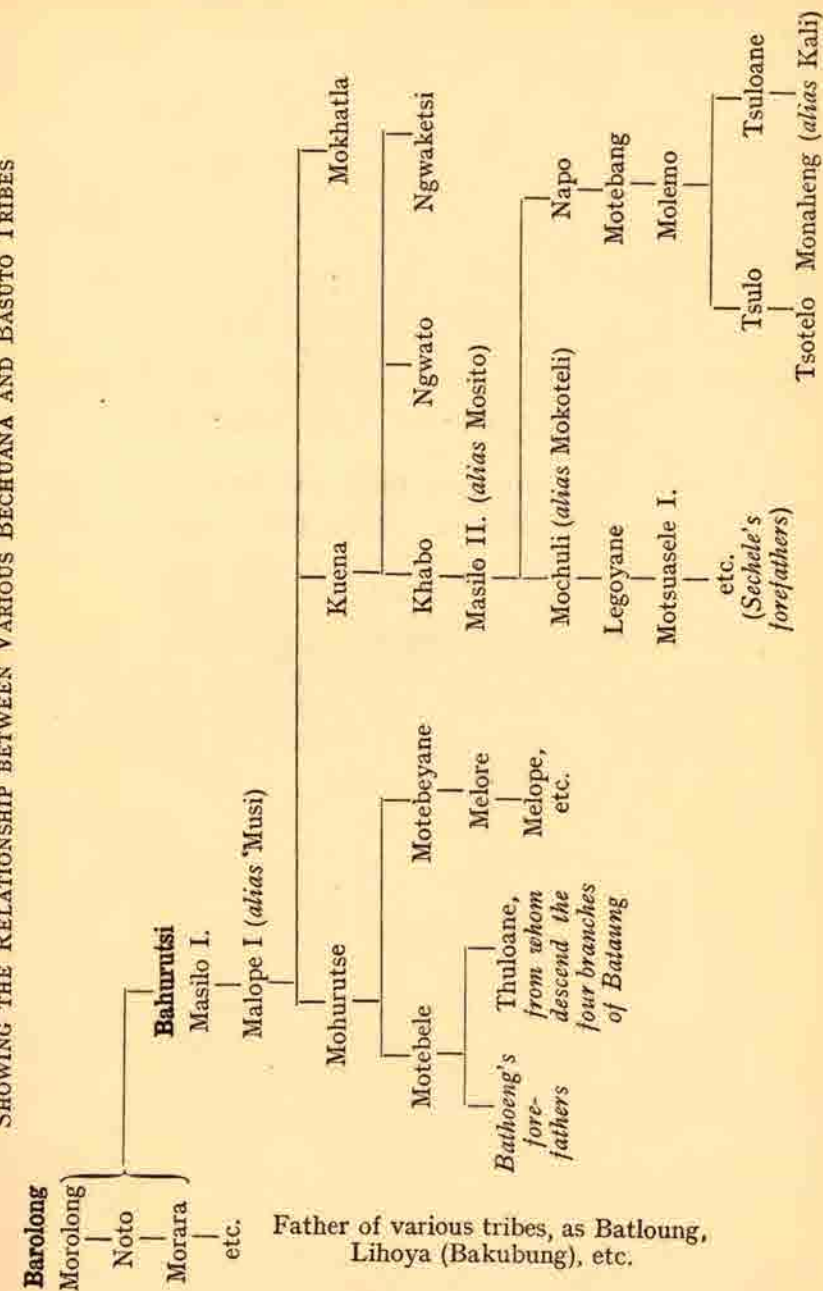 SHOWING THE RELATIONSHIP BETWEEN VARIOUS BECHUANA AND BASUTO TRIBES
Barolong
Morolong
Noto
Morara
etc.
Father of various tribes, as Batloung,
Lihoya (Bakubung), etc.
Bahurutsi
Masilo I.
Malope I (alias 'Musi)
Mohurutse
Kuena
Mokhatla
Motebele
Motebeyane
Khabo
Ngwato
Ngwaketsi
Bathoeng's
fore-
fathers
Thuloane,
from whom
descend the
four branches
of Bataung
Melore
Melope,
etc.
Masilo II. (alias Mosito)
Mochuli (alias Mokoteli)
Napo
Legoyane
Motebang
Motsuasele I.
Molemo
etc.
(Sechele's
forefathers)
Tsulo
Tsuloane
Tsotelo
Monaheng (alias Kali)